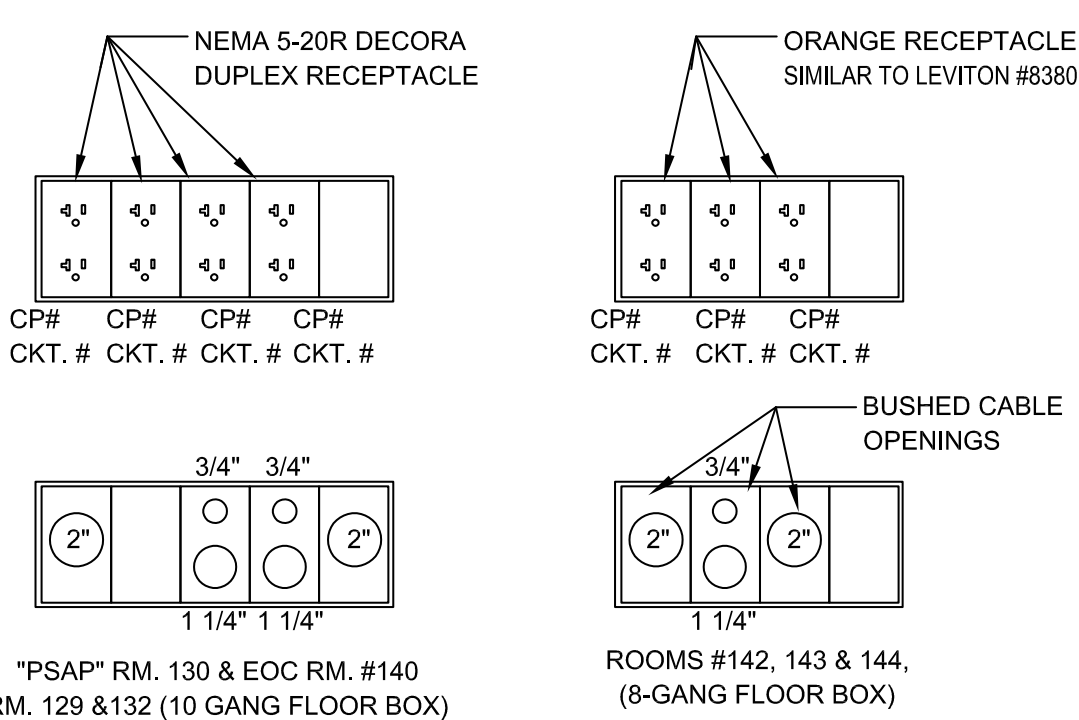 NEMA 5-20R DECORA
DUPLEX RECEPTACLE
CP# CP# CP# CP#
CKT. # CKT. # CKT. # CKT. #
3/4" 3/4"
2" 2"
1 1/4" 1 1/4"
"PSAP" RM. 130 & EOC RM. #140
RM. 129 &132 (10 GANG FLOOR BOX)
ORANGE RECEPTACLE
SIMILAR TO LEVITON #8380
CP# CP# CP#
CKT. # CKT. # CKT. #
BUSHED CABLE
OPENINGS
3/4"
2" 2"
1 1/4"
ROOMS #142, 143 & 144,
(8-GANG FLOOR BOX)